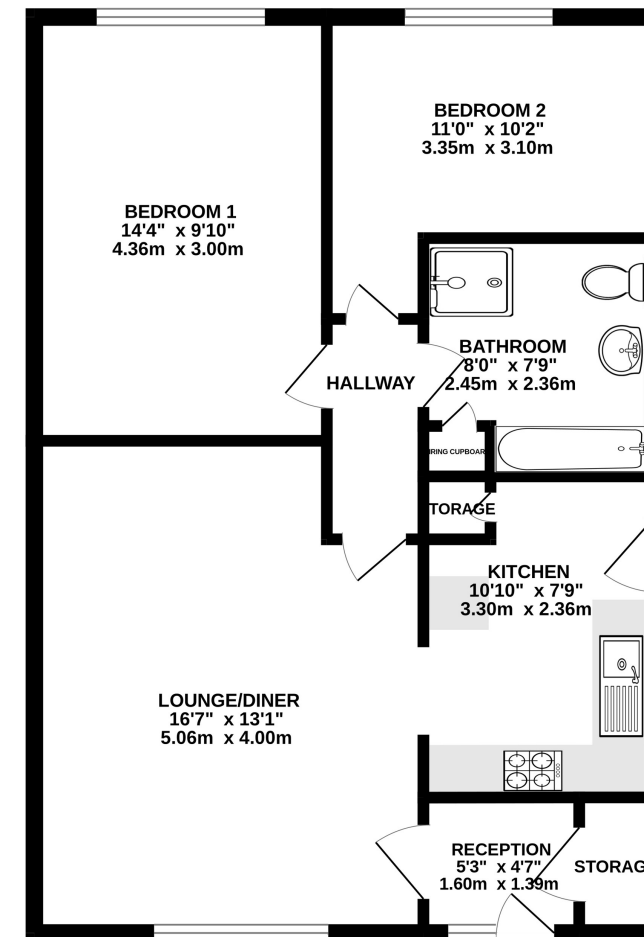 BEDROOM 2
11'0" x 10'2"
3.35m x 3.10m
BEDROOM 1
14'4" x 9'10"
4.36m x 3.00m
BATHROOM
8'0" x 7'9"
2.45m x 2.36m
HALLWAY
IRING CUPBOAR
TORAGE
KITCHEN
10'10" x 7'9"
3.30m x 2.36m
LOUNGE/DINER
16'7" x 13'1"
5.06m x 4.00m
RECEPTION
5'3" x 4'7"
1.60m x 1.39m
STORAG